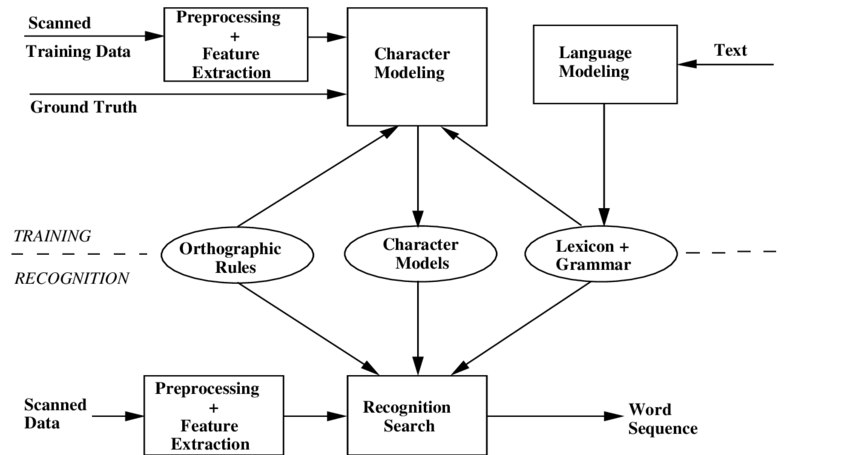 Scanned
Training Data
Preprocessing
+
Feature
Extraction
Ground Truth
Character
Modeling
Language
Modeling
Text
TRAINING
RECOGNITION
Orthographic
Rules
Character
Models
Lexicon +
Grammar
Scanned
Data
Preprocessing
+
Feature
Extraction
Recognition
Search
Word
Sequence